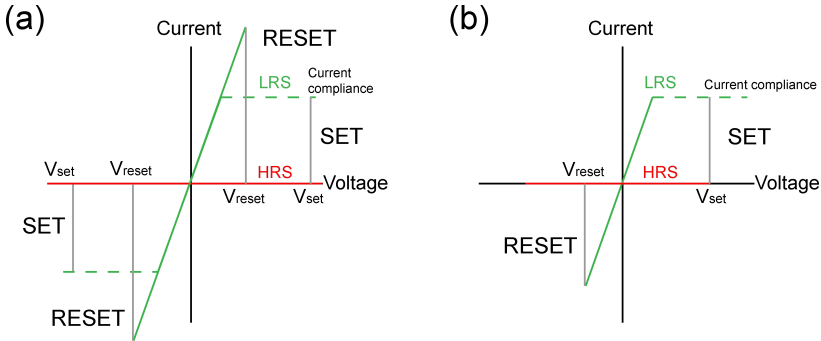 (a)
Current
RESET
LRS
Current
compliance
SET
Vset
Vreset
HRS
Voltage
Vreset
Vset
SET
RESET
(b)
Current
LRS
Current compliance
SET
Vreset
HRS
Voltage
Vset
RESET